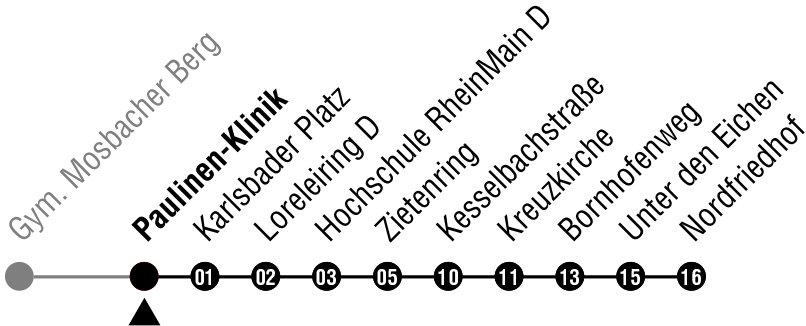 Gym. Mosbacher Berg
Paulinen-Klinik
Karlsbader Platz
Loreleiring D
Hochschule RheinMain D
Zietenring
Kesselbachstraße
Kreuzkirche
Bornhofenweg
Unter den Eichen
Nordfriedhof
01 02 03 05 10 11 13 15 16